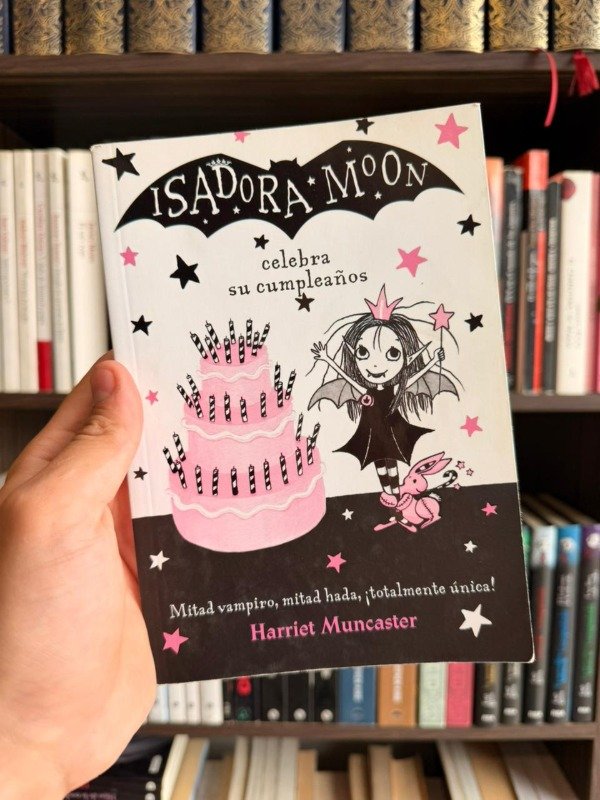 ISADORA MOON
celebra
su cumpleaños
Mitad vampiro, mitad hada, ¡totalmente única!
Harriet Muncaster